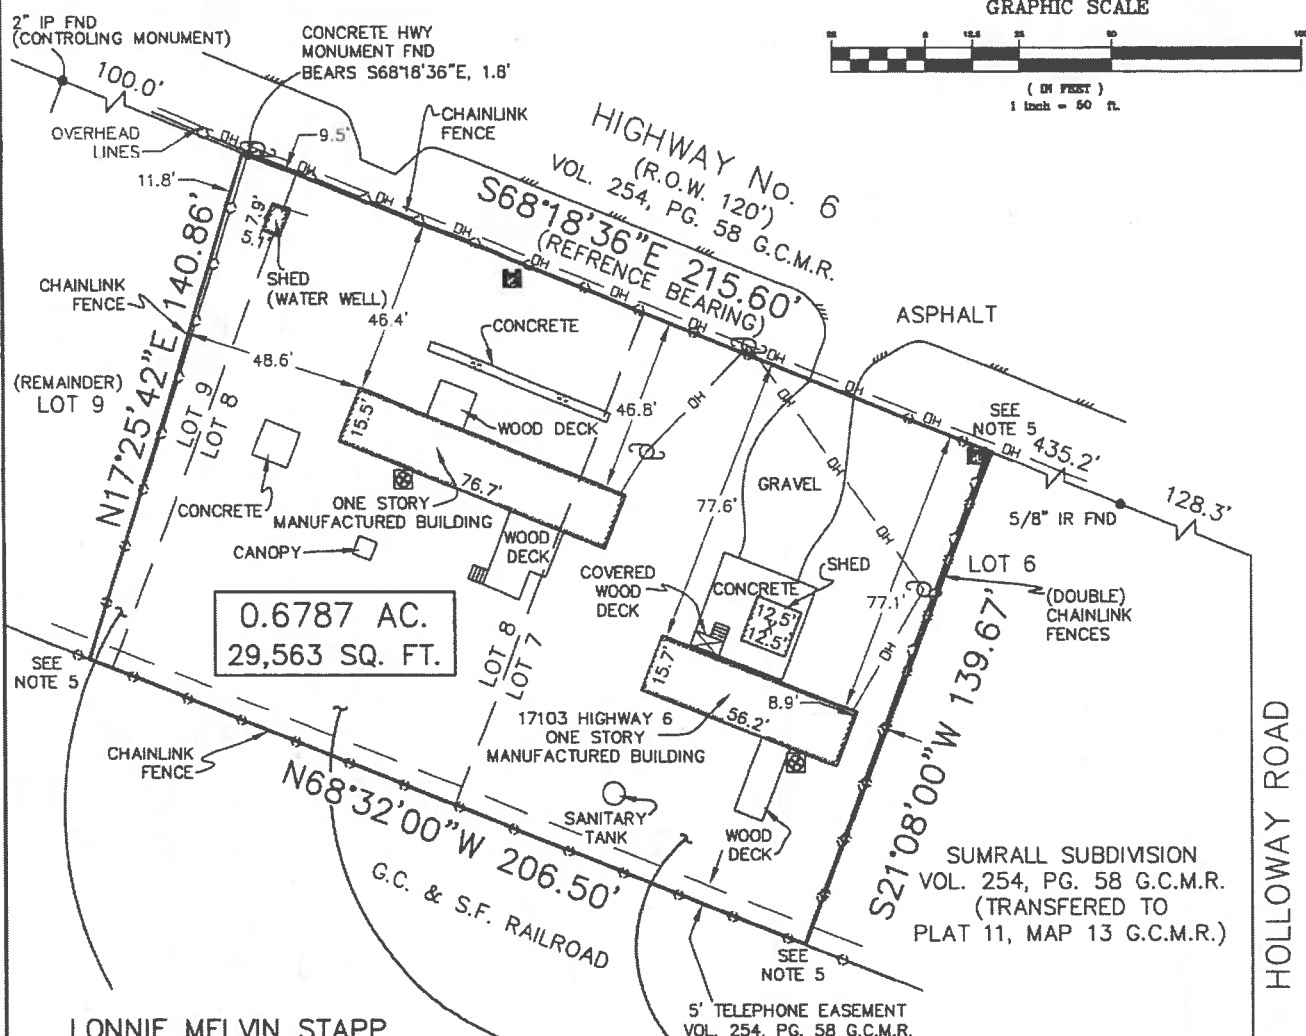 GRAPHIC SCALE
( IN FEET )
1 inch = 50 ft.
2" IP FND
(CONTROLING MONUMENT)
100.0'
CONCRETE HWY
MONUMENT FND
BEARS S68°18'36"E, 1.8'
OVERHEAD
LINES
CHAINLINK
FENCE
9.5'
11.8'
HIGHWAY No. 6
(R.O.W. 120')
VOL. 254, PG. 58 G.C.M.R.
S68°18'36"E 215.60'
(REFRENCE BEARING)
7.9'
5.1'
SHED
(WATER WELL)
CHAINLINK
FENCE
N17°25'42"E 140.86'
(REMAINDER)
LOT 9
LOT 9
LOT 8
48.6'
46.4'
CONCRETE
46.8'
ASPHALT
SEE
NOTE 5
435.2'
128.3'
5/8" IR FND
WOOD DECK
15.5'
76.7'
ONE STORY
MANUFACTURED BUILDING
CONCRETE
CANOPY
WOOD
DECK
GRAVEL
77.6'
77.1'
LOT 6
(DOUBLE)
CHAINLINK
FENCES
COVERED
WOOD
DECK
CONCRETE
SHED
12.5'
X
12.5'
0.6787 AC.
29,563 SQ. FT.
SEE
NOTE 5
LOT 8
LOT 7
15.7'
8.9'
56.2'
17103 HIGHWAY 6
ONE STORY
MANUFACTURED BUILDING
CHAINLINK
FENCE
N68°32'00"W 206.50'
G.C. & S.F. RAILROAD
SANITARY
TANK
WOOD
DECK
S21°08'00"W 139.67'
SUMRALL SUBDIVISION
VOL. 254, PG. 58 G.C.M.R.
(TRANSFERED TO
PLAT 11, MAP 13 G.C.M.R.)
HOLLOWAY ROAD
SEE
NOTE 5
5' TELEPHONE EASEMENT
VOL. 254, PG. 58 G.C.M.R.
LONNIE MELVIN STAPP